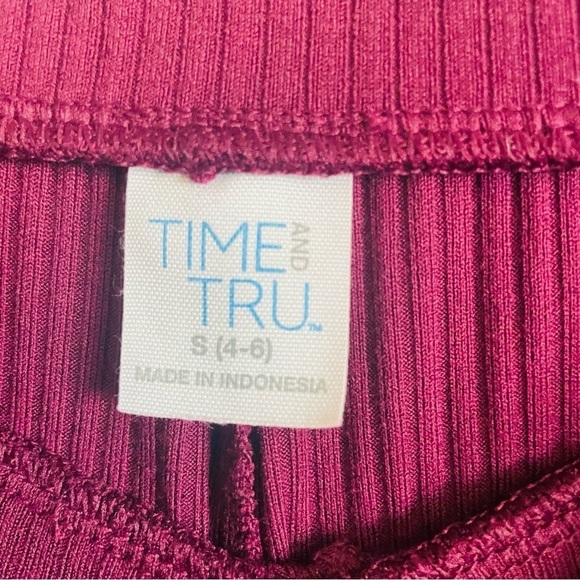 TIME AND
TRU™
S (4-6)
MADE IN INDONESIA